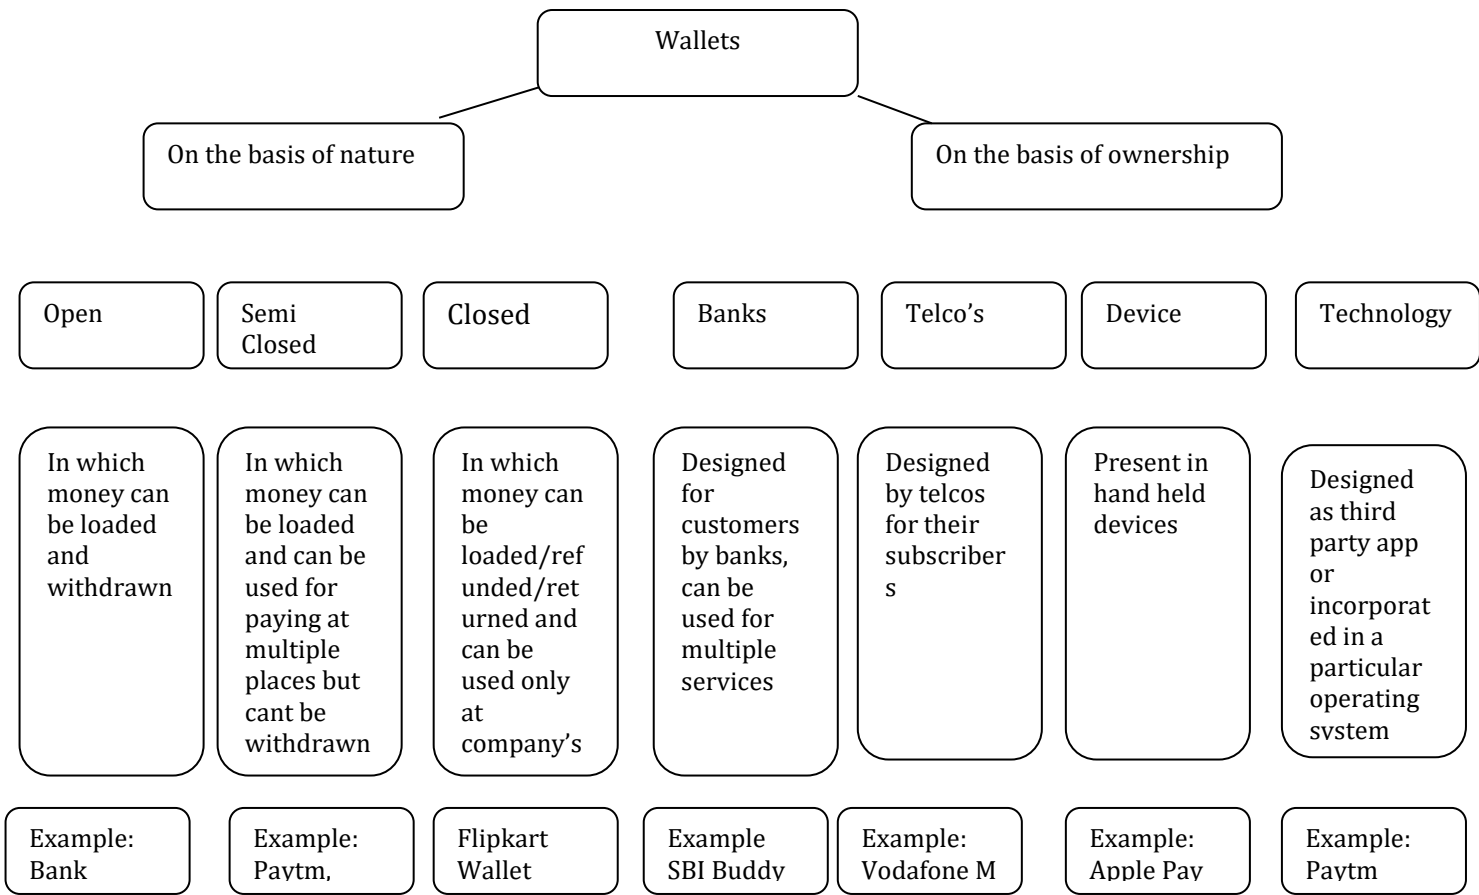 Wallets
On the basis of nature
On the basis of ownership
Open
Semi
Closed
Closed
Banks
Telco’s
Device
Technology
In which
money can
be loaded
and
withdrawn
In which
money can
be loaded
and can be
used for
paying at
multiple
places but
cant be
withdrawn
In which
money can
be
loaded/ref
unded/ret
urned and
can be
used only
at
company’s
Designed
for
customers
by banks,
can be
used for
multiple
services
Designed
by telcos
for their
subscriber
s
Present in
hand held
devices
Designed
as third
party app
or
incorporat
ed in a
particular
operating
system
Example:
Bank
Example:
Paytm,
Flipkart
Wallet
Example
SBI Buddy
Example:
Vodafone M
Example:
Apple Pay
Example:
Paytm